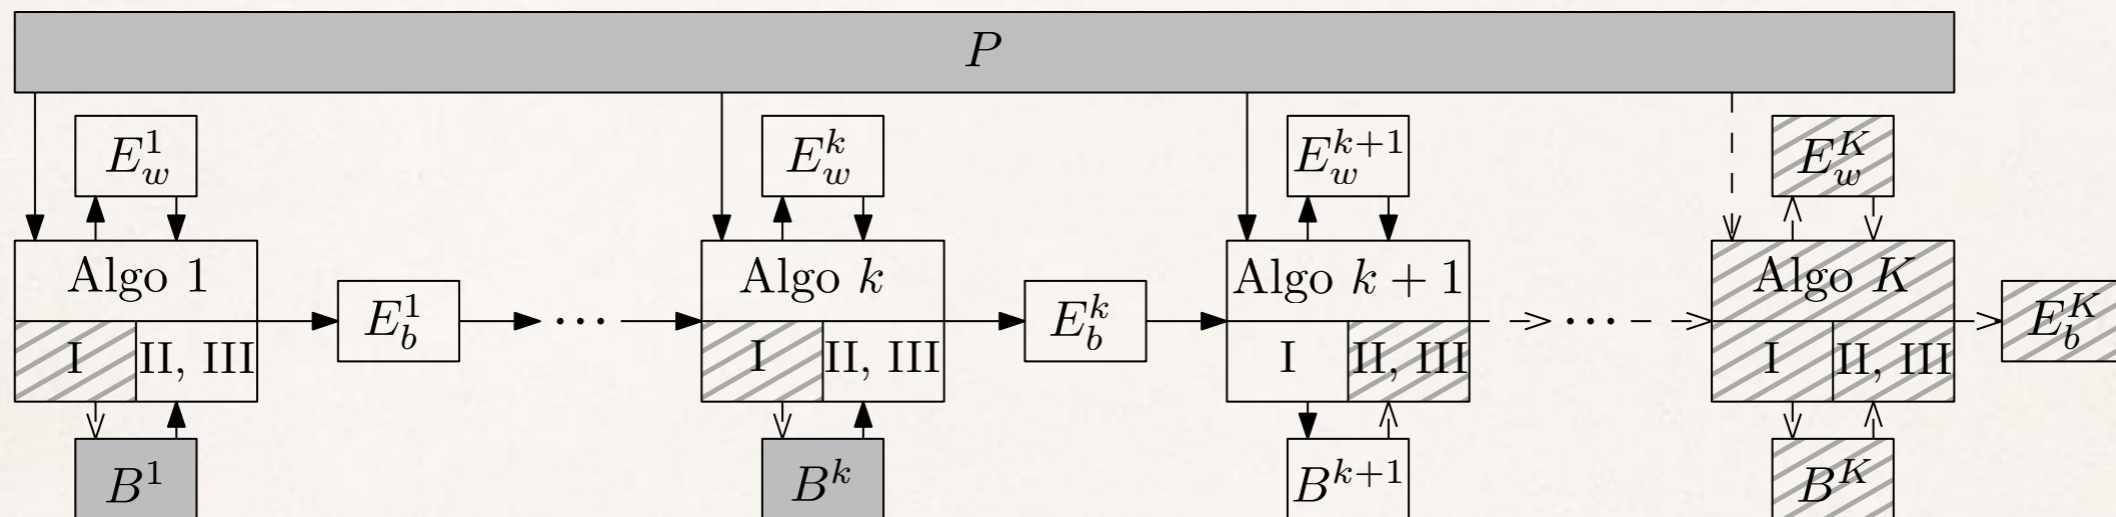 P
E_w^1 E_w^k E_w^{k+1} E_w^K
Algo 1 Algo k Algo k + 1 Algo K
E_b^1 ··· E_b^k ··· E_b^K
I II, III I II, III I II, III I II, III
B^1 B^k B^{k+1} B^K